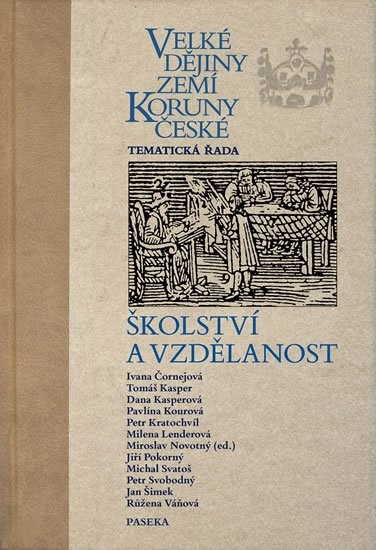 VELKÉ
DĚJINY
ZEMÍ
KORUNY
ČESKÉ
TEMATICKÁ ŘADA
ŠKOLSTVÍ
A VZDĚLANOST
Ivana Čornejová
Tomáš Kasper
Dana Kasperová
Pavlína Kourová
Petr Kratochvíl
Milena Lenderová
Miroslav Novotný (ed.)
Jiří Pokorný
Michal Svatoš
Petr Svobodný
Jan Šimek
Růžena Váňová
PASEKA